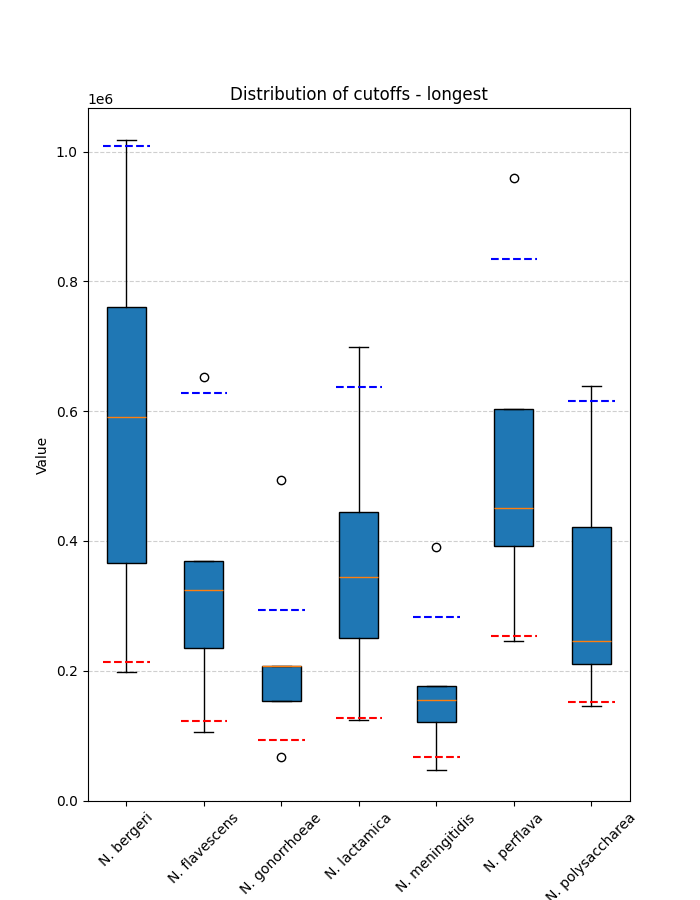 Distribution of cutoffs - longest
1e6
1.0
0.8
0.6
0.4
0.2
0.0
Value
N. bergeri
N. flavescens
N. gonorrhoeae
N. lactamica
N. meningitidis
N. perflava
N. polysaccharea